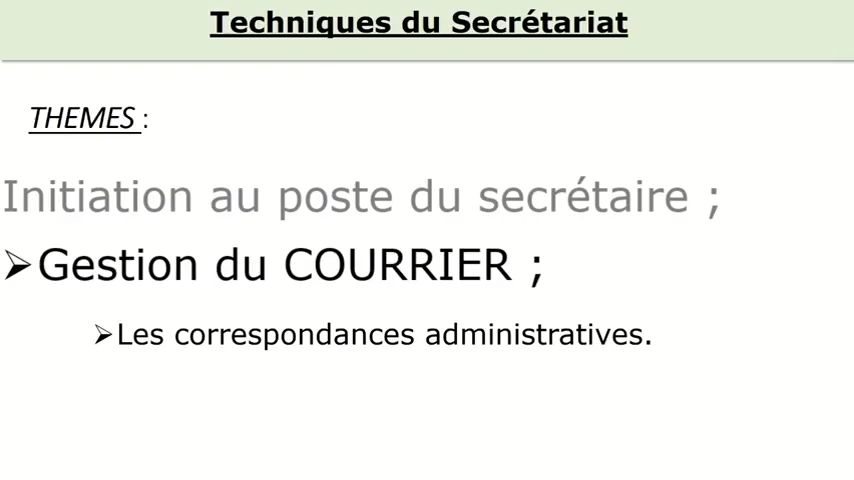 Techniques du Secrétariat
THEMES :
Initiation au poste du secrétaire ;
➢Gestion du COURRIER ;
➢Les correspondances administratives.